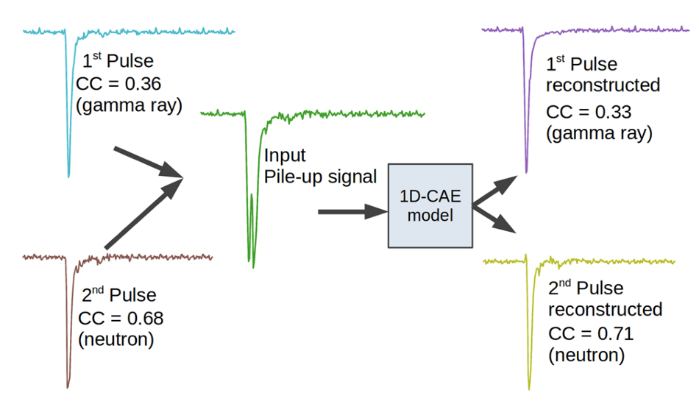 1st Pulse
CC = 0.36
(gamma ray)
2nd Pulse
CC = 0.68
(neutron)
Input
Pile-up signal
1D-CAE
model
1st Pulse
reconstructed
CC = 0.33
(gamma ray)
2nd Pulse
reconstructed
CC = 0.71
(neutron)